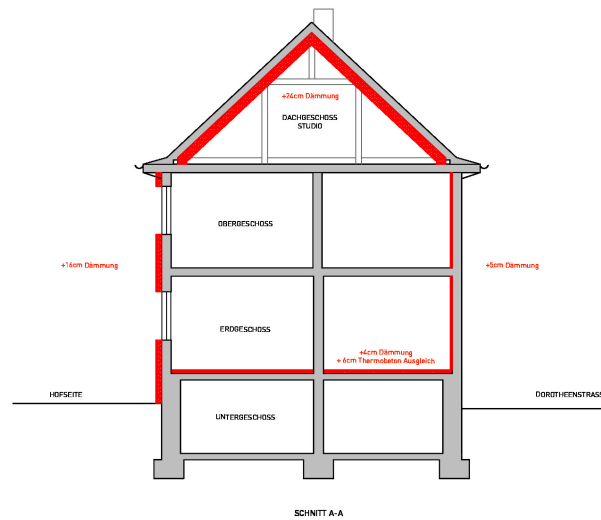 +24cm Dämmung
DACHGESCHOSS
STUDIO
OBERGESCHOSS
+16cm Dämmung
+5cm Dämmung
ERDGESCHOSS
+4cm Dämmung
+ 6cm Thermobeton Ausgleich
HOFSEITE
DOROTHEENSTRASS
UNTERGESCHOSS
SCHNITT A-A